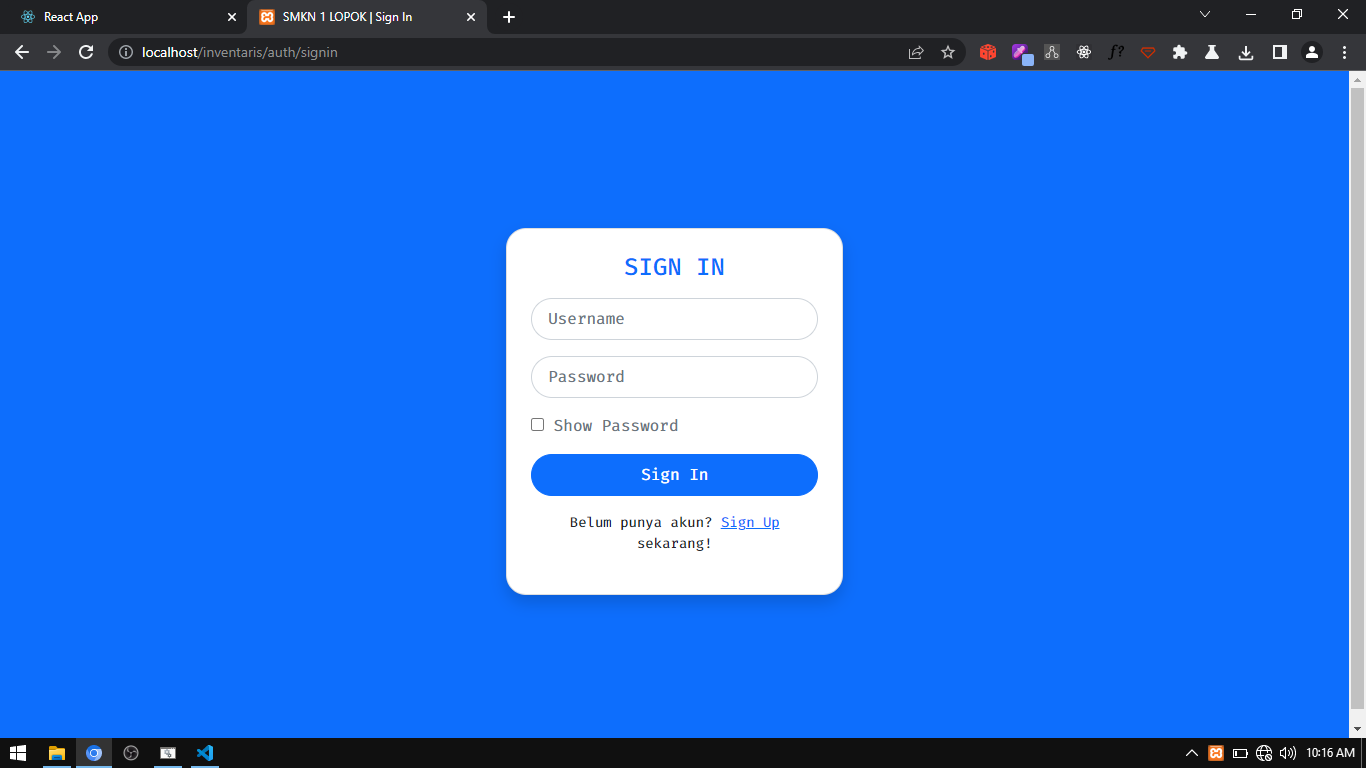 React App
SMKN 1 LOPOK | Sign In
localhost/inventaris/auth/signin
f?
SIGN IN
Username
Password
Show Password
Sign In
Belum punya akun? Sign Up
sekarang!
10:16 AM